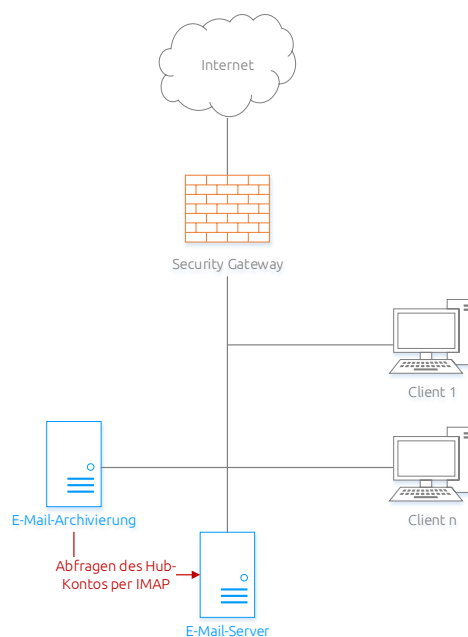 Internet
Security Gateway
Client 1
Client n
E-Mail-Archivierung
Abfragen des Hub-
Kontos per IMAP
E-Mail-Server